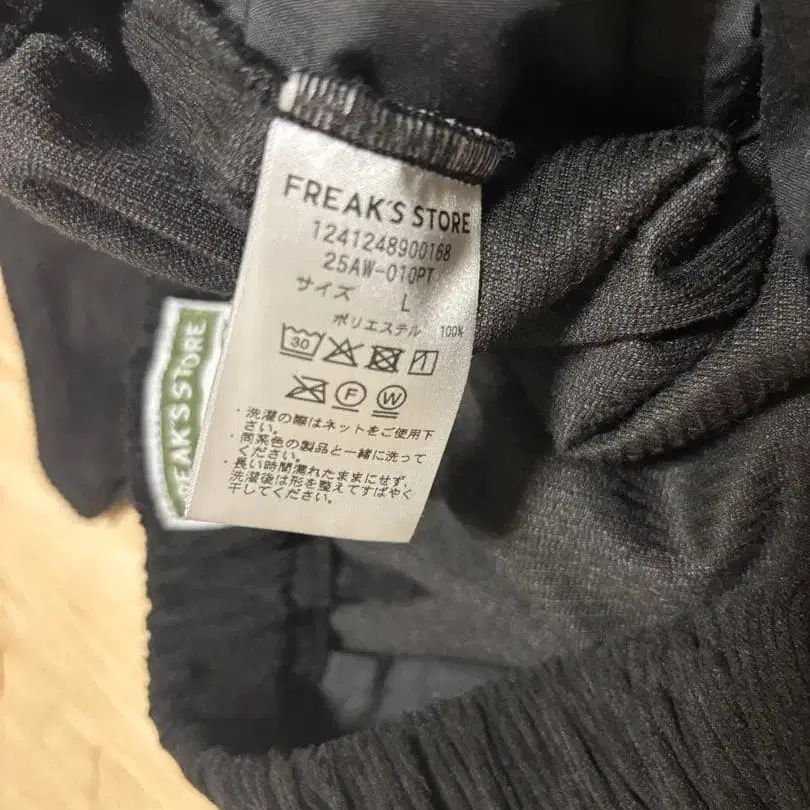 FREAK'S STORE
1241248900168
25AW-010PT
サイズ L
ポリエステル 100%
30
F W
・洗濯の際はネットをご使用下
さい。
・同系色の製品と一緒に洗って
ください。
・長い時間濡れたままにせず、
洗濯後は形を整えてすばやく
干してください。
EAK'S STORE